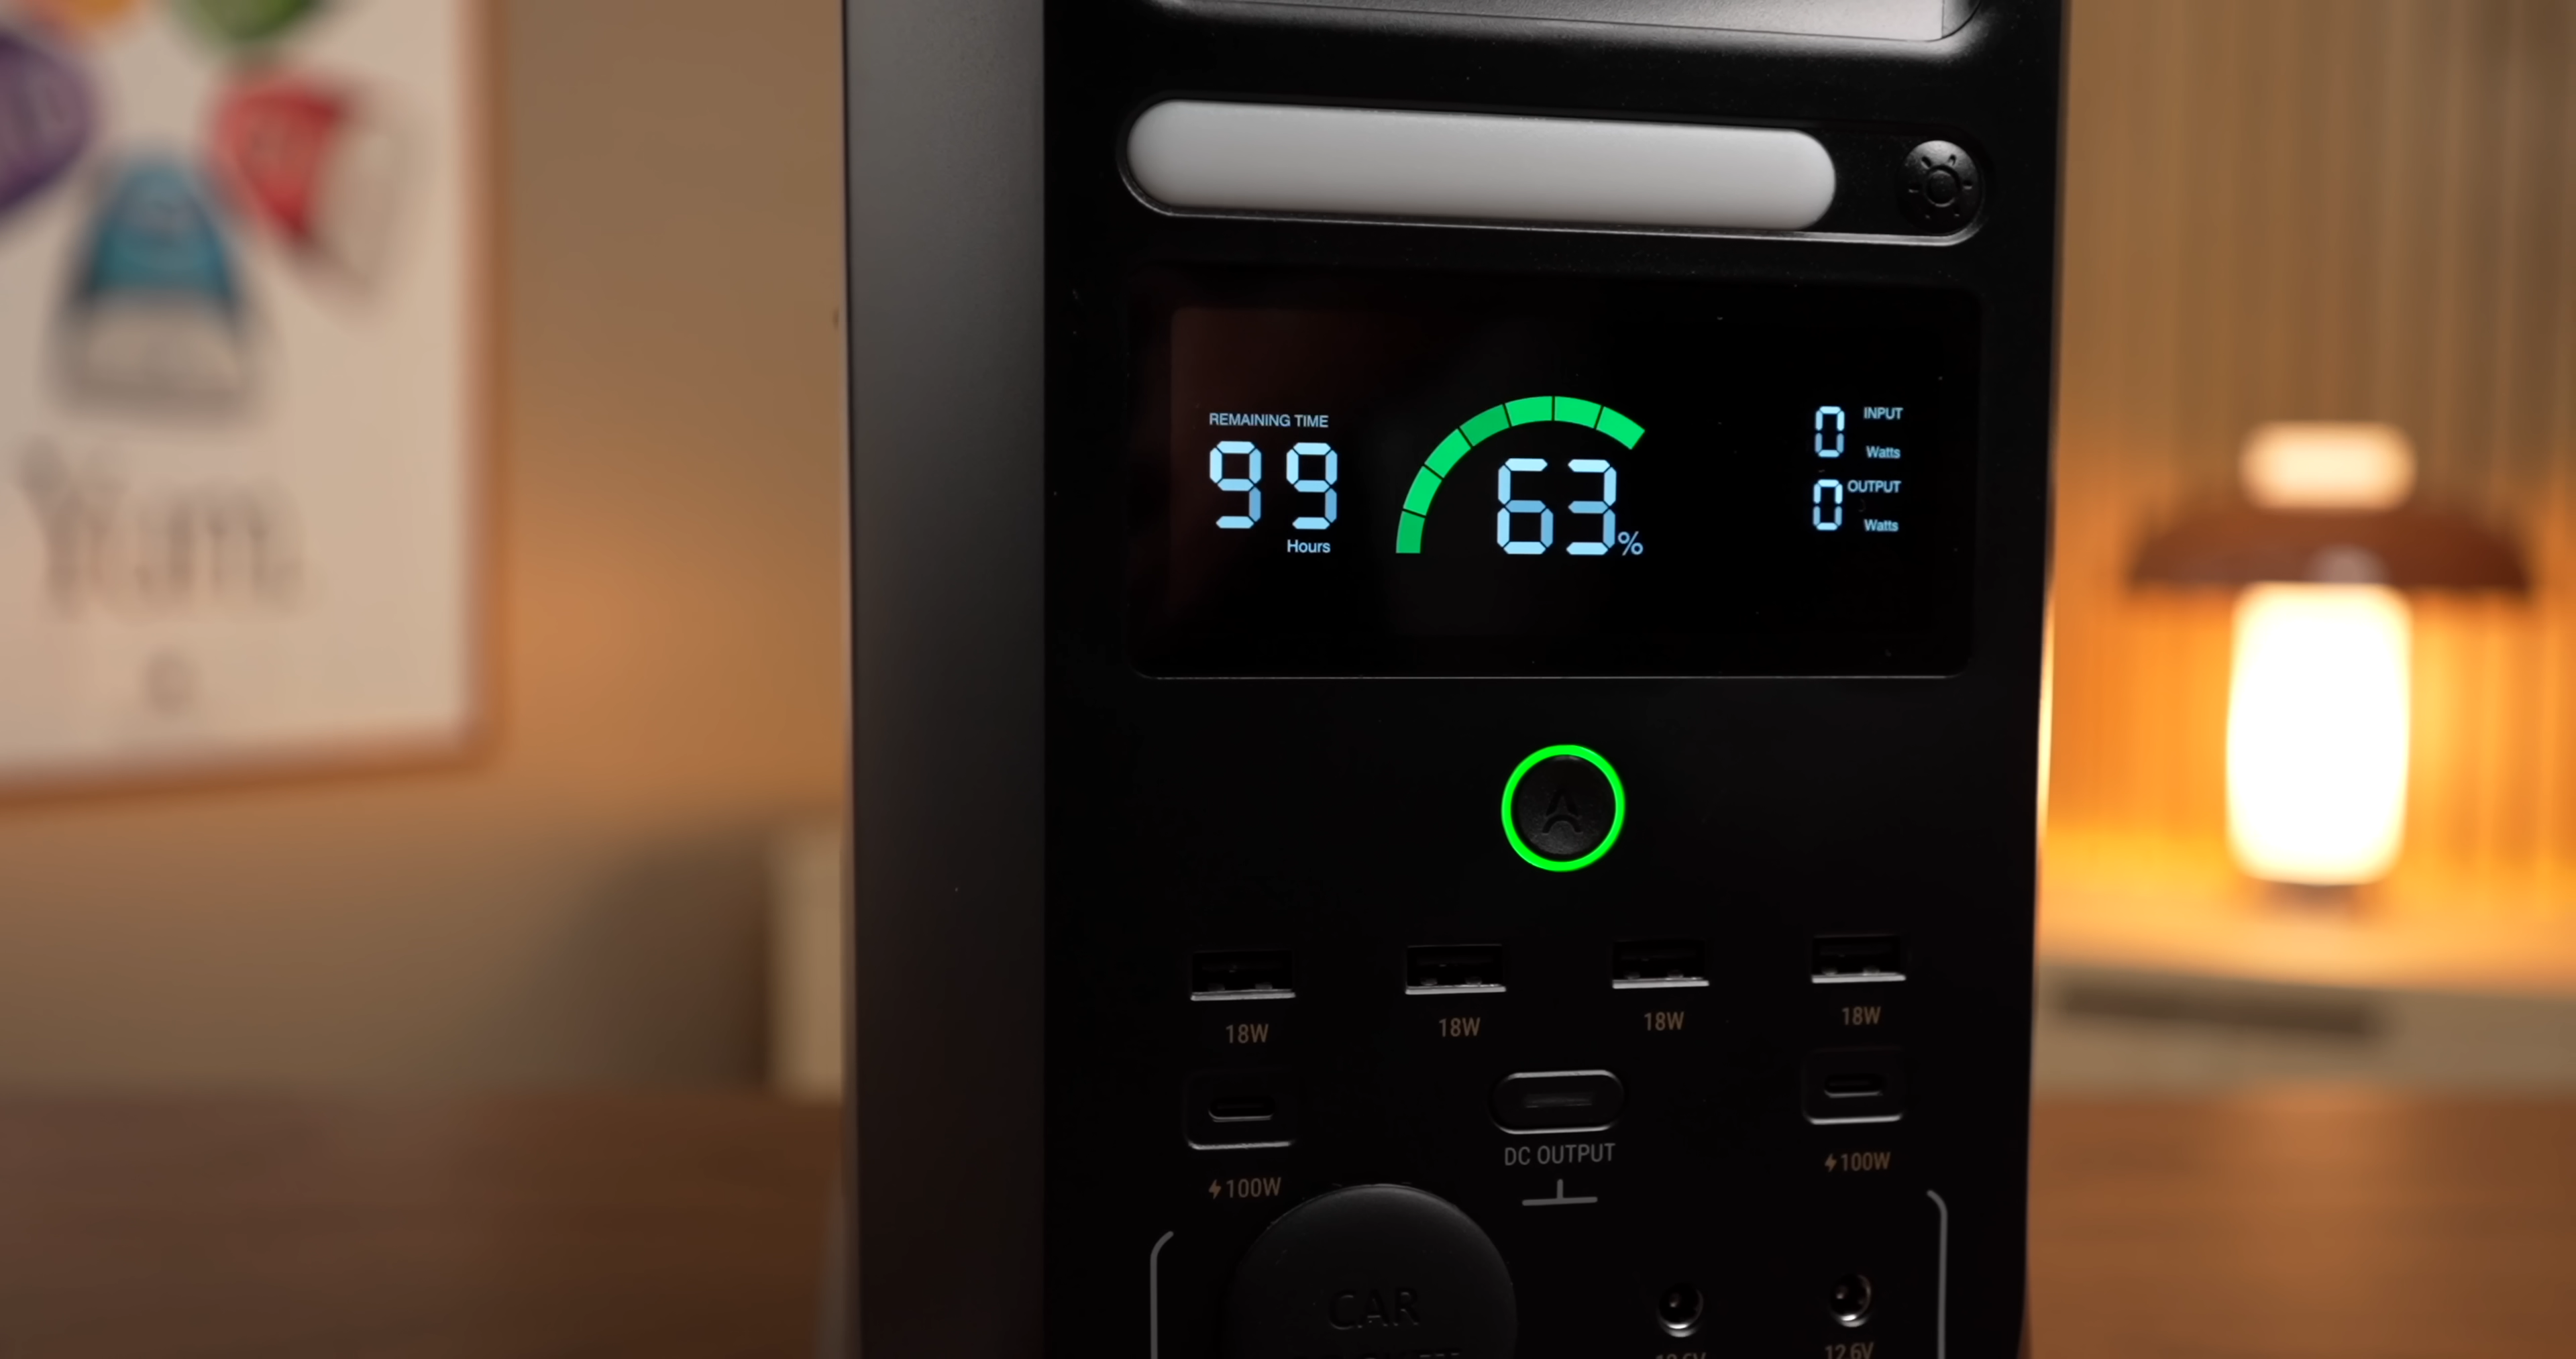 Yum.
REMAINING TIME
99
Hours
63%
0 INPUT
Watts
0 OUTPUT
Watts
18W
18W
18W
18W
100W
DC OUTPUT
100W
CAR
12.6V